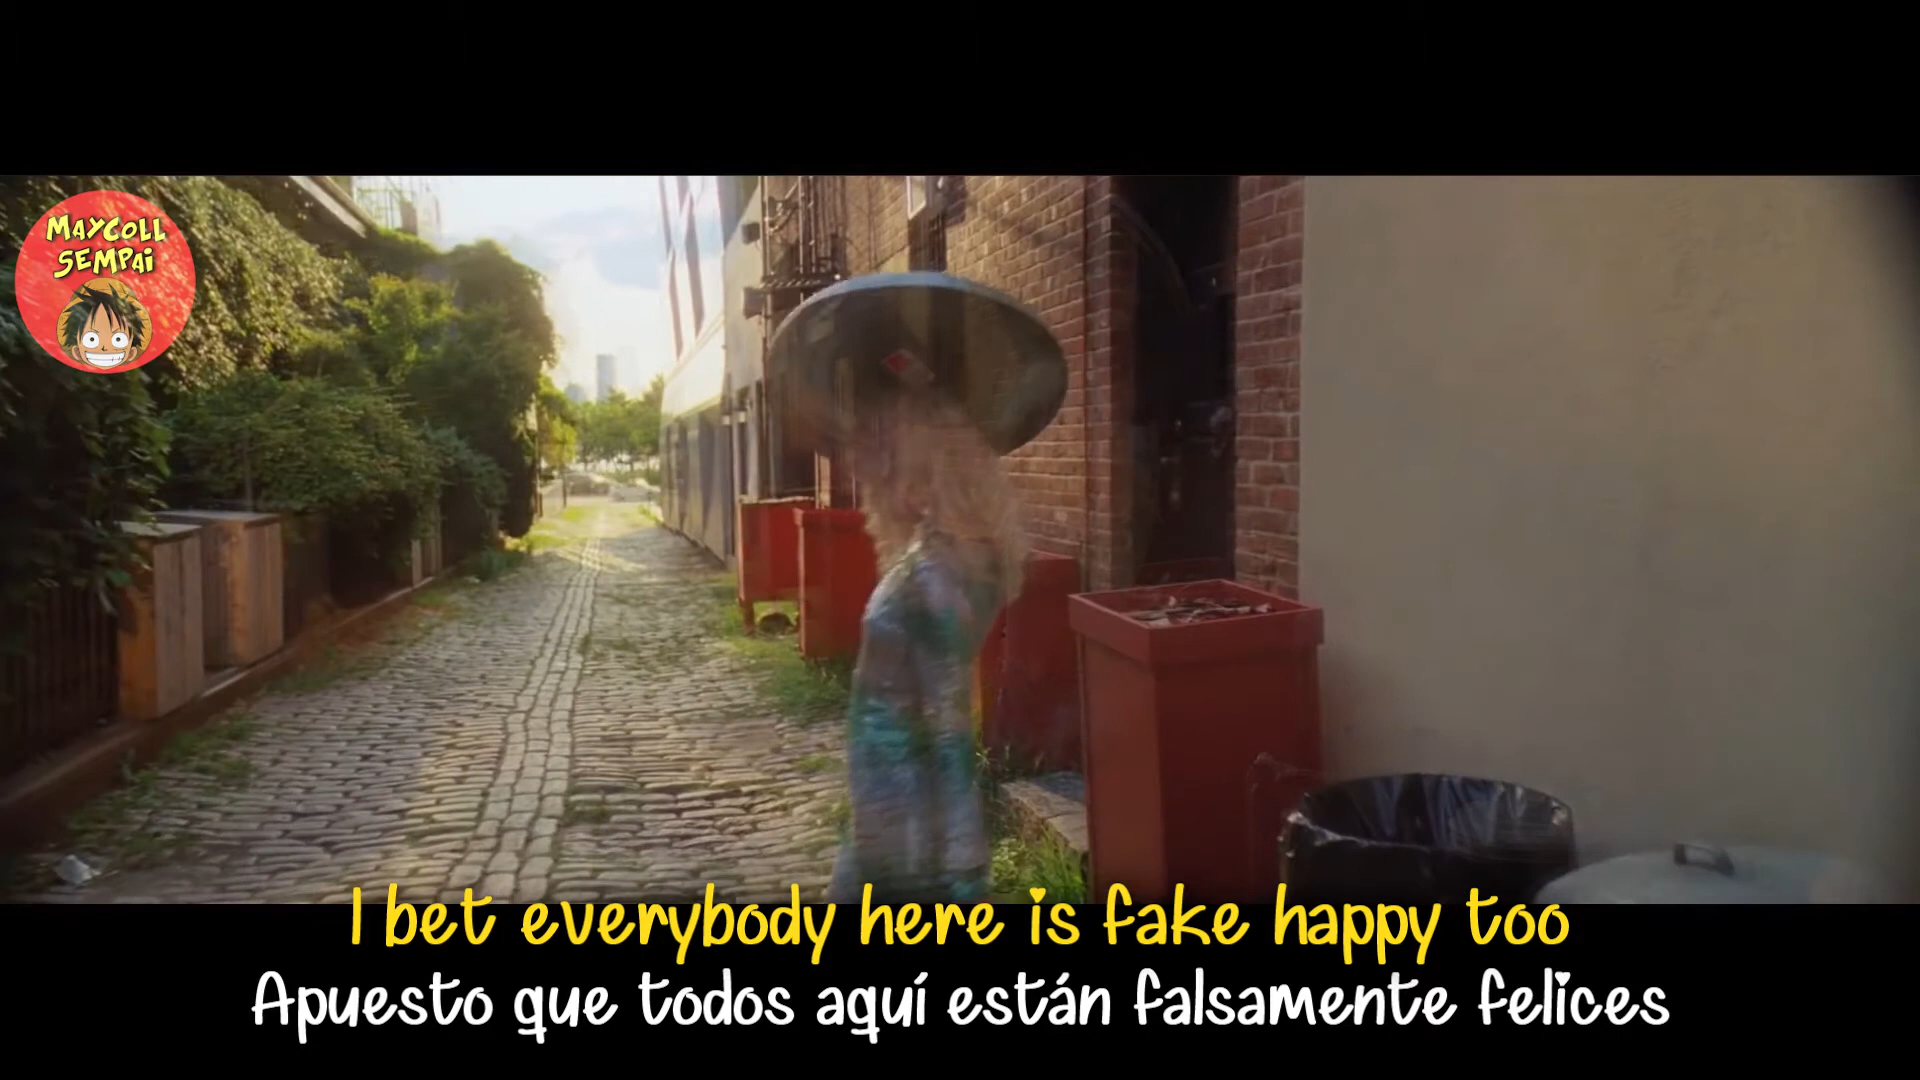 MAYCOLL
SEMPAI
I bet everybody here is fake happy too
Apuesto que todos aquí están falsamente felices